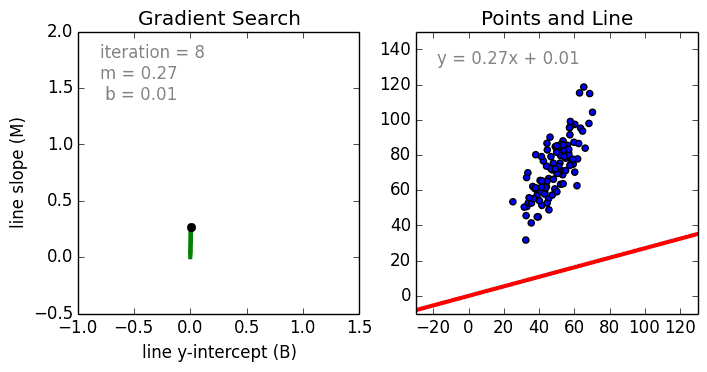 Gradient Search
iteration = 8
m = 0.27
b = 0.01
2.0
1.5
1.0
0.5
0.0
−0.5
−1.0 −0.5 0.0 0.5 1.0 1.5
line slope (M)
line y-intercept (B)
Points and Line
y = 0.27x + 0.01
140
120
100
80
60
40
20
0
−20 0 20 40 60 80 100 120